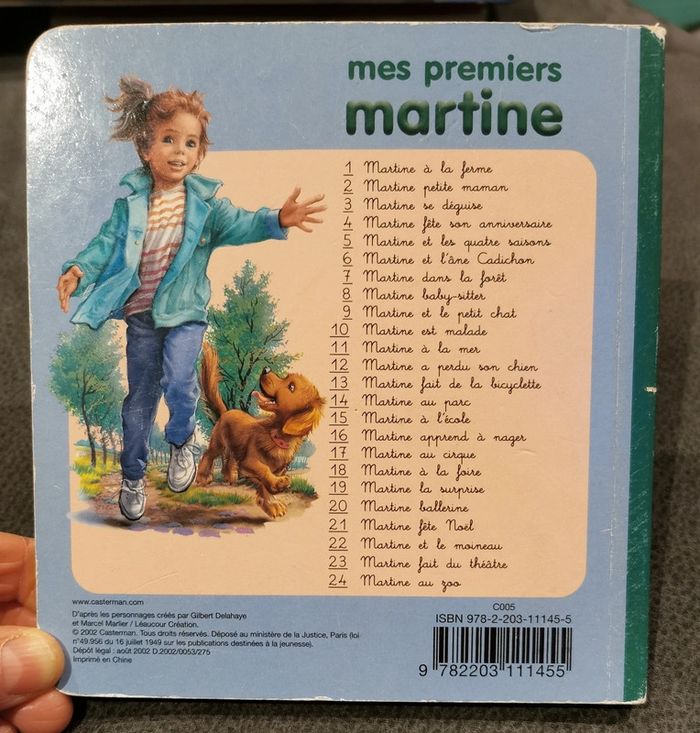 mes premiers
martine
1 Martine à la ferme
2 Martine petite maman
3 Martine se déguise
4 Martine fête son anniversaire
5 Martine et les quatre saisons
6 Martine et l'âne Cadichon
7 Martine dans la forêt
8 Martine baby-sitter
9 Martine et le petit chat
10 Martine est malade
11 Martine à la mer
12 Martine a perdu son chien
13 Martine fait de la bicyclette
14 Martine au parc
15 Martine à l'école
16 Martine apprend à nager
17 Martine au cirque
18 Martine à la foire
19 Martine la surprise
20 Martine ballerine
21 Martine fête Noël
22 Martine et le moineau
23 Martine fait du théâtre
24 Martine au zoo
www.casterman.com
D'après les personnages créés par Gilbert Delahaye
et Marcel Marlier / Léaucour Création.
© 2002 Casterman. Tous droits réservés. Déposé au ministère de la Justice, Paris (loi
n°49.956 du 16 juillet 1949 sur les publications destinées à la jeunesse).
Dépôt légal : août 2002 D.2002/0053/275
Imprimé en Chine
C005
ISBN 978-2-203-11145-5
9 782203 111455